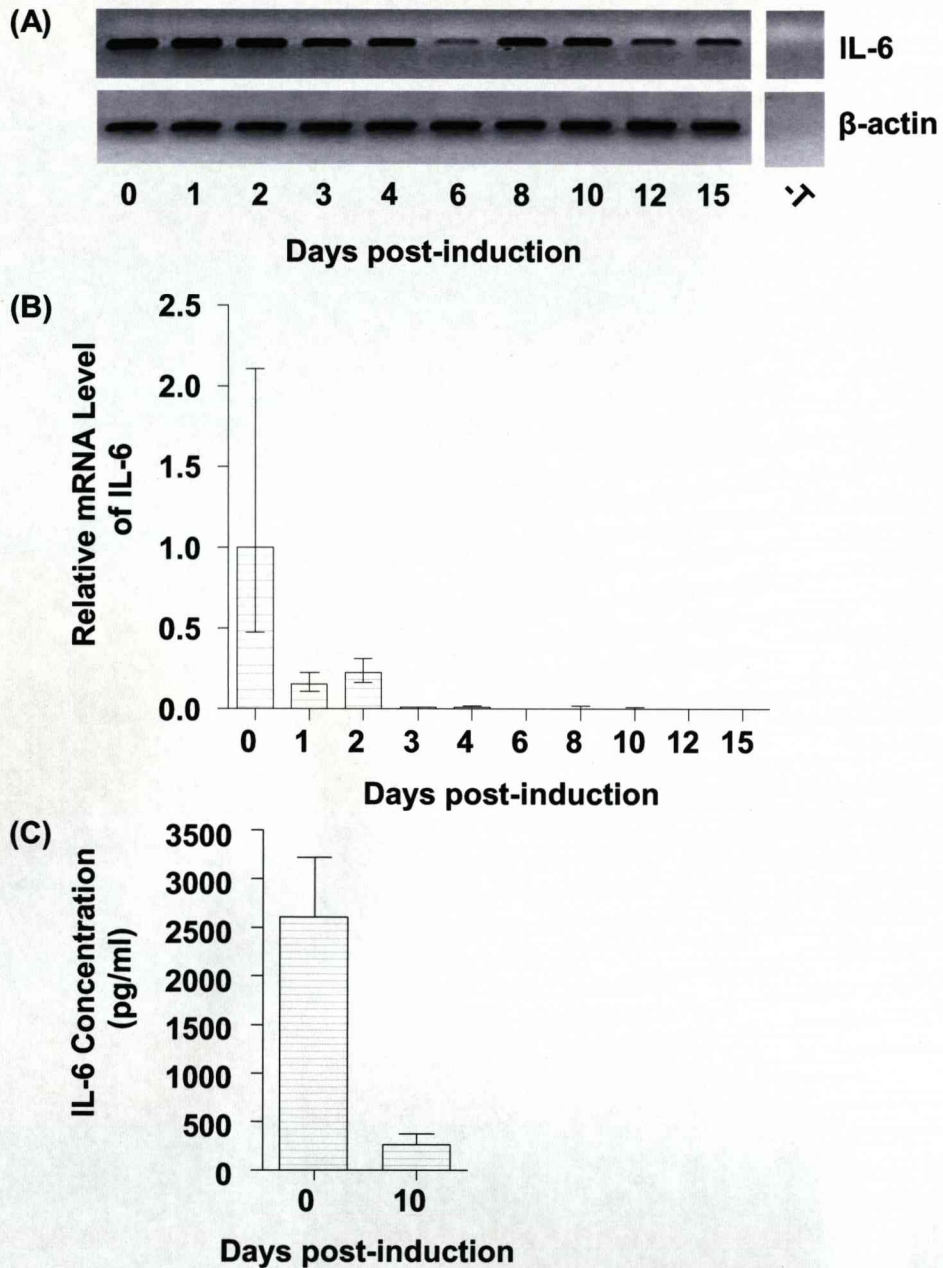 (A)
IL-6
β-actin
0 1 2 3 4 6 8 10 12 15 -T
Days post-induction
(B)
Relative mRNA Level
of IL-6
2.5
2.0
1.5
1.0
0.5
0.0
0 1 2 3 4 6 8 10 12 15
Days post-induction
(C)
IL-6 Concentration
(pg/ml)
3500
3000
2500
2000
1500
1000
500
0
0 10
Days post-induction